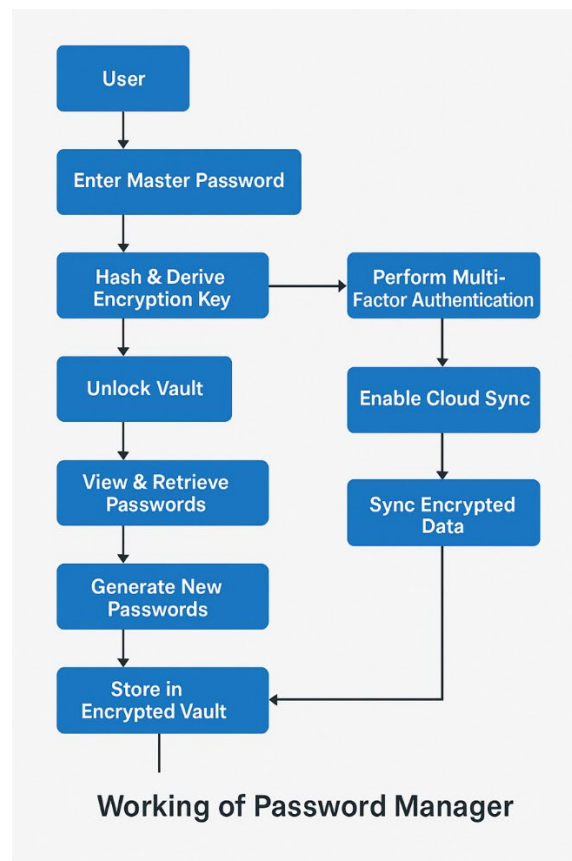 User
Enter Master Password
Hash & Derive
Encryption Key
Perform Multi-
Factor Authentication
Unlock Vault
Enable Cloud Sync
View & Retrieve
Passwords
Sync Encrypted
Data
Generate New
Passwords
Store in
Encrypted Vault
Working of Password Manager